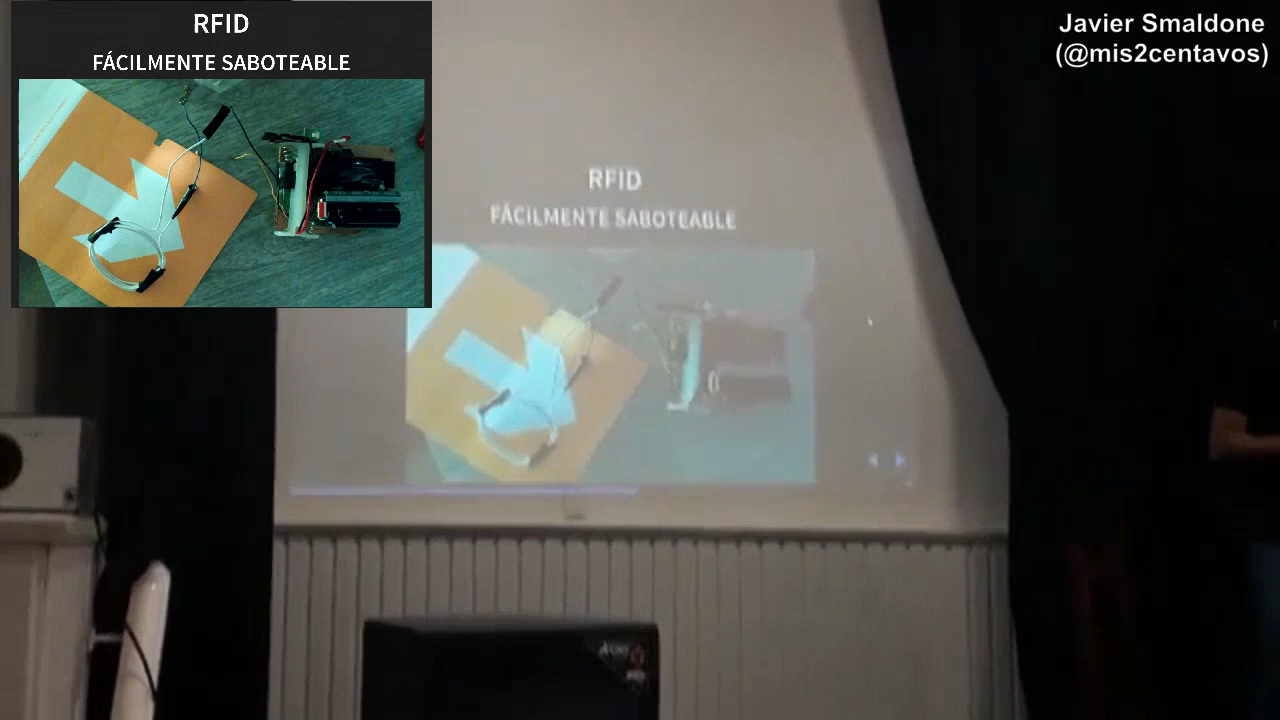 RFID
FÁCILMENTE SABOTEABLE
Javier Smaldone
(@mis2centavos)
RFID
FÁCILMENTE SABOTEABLE